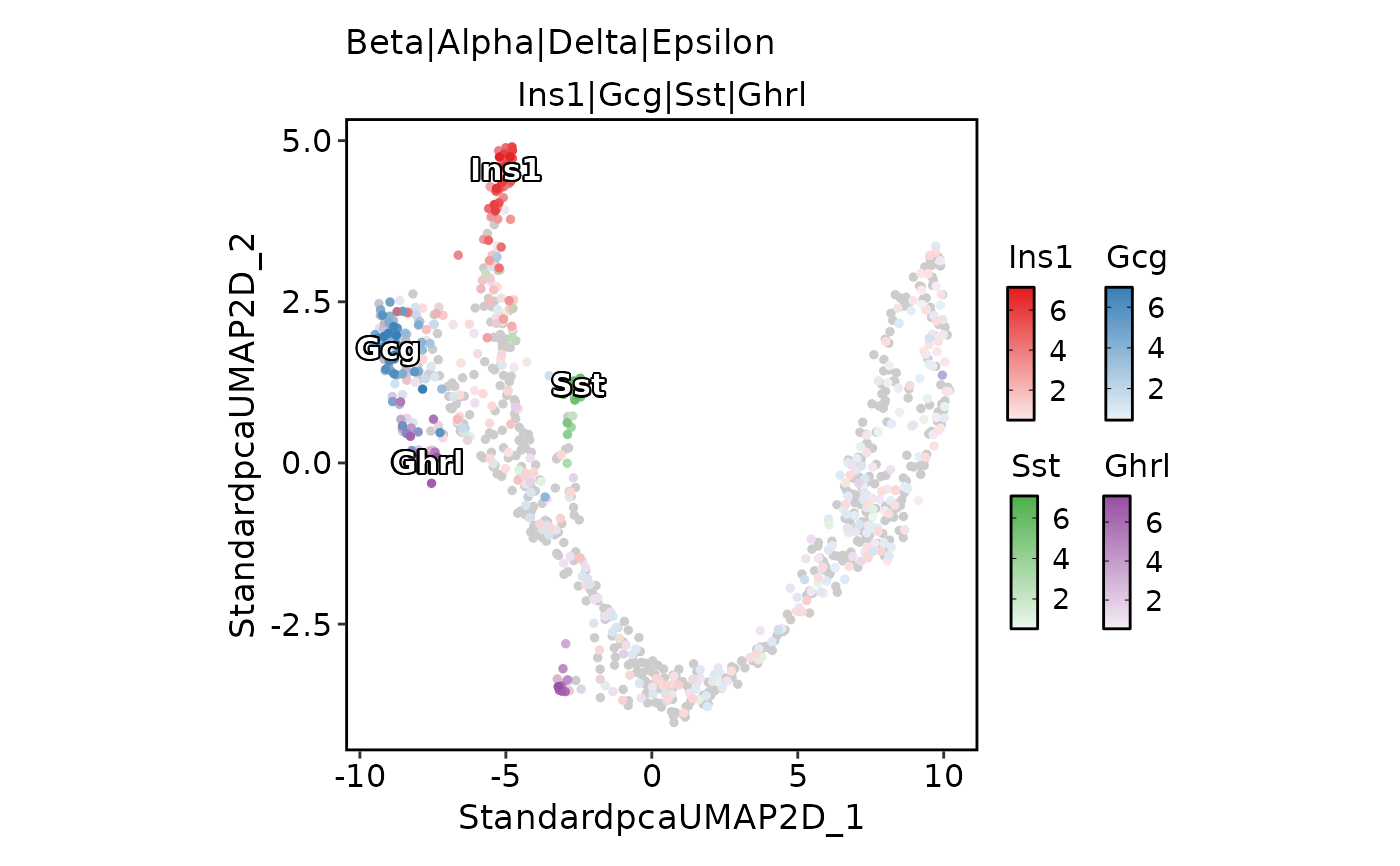 Beta|Alpha|Delta|Epsilon
Ins1|Gcg|Sst|Ghrl
StandardpcaUMAP2D_2
5.0
2.5
0.0
-2.5
Ins1
Gcg
Sst
Ghrl
-10
-5
0
5
10
StandardpcaUMAP2D_1
Ins1
6
4
2
Gcg
6
4
2
Sst
6
4
2
Ghrl
6
4
2